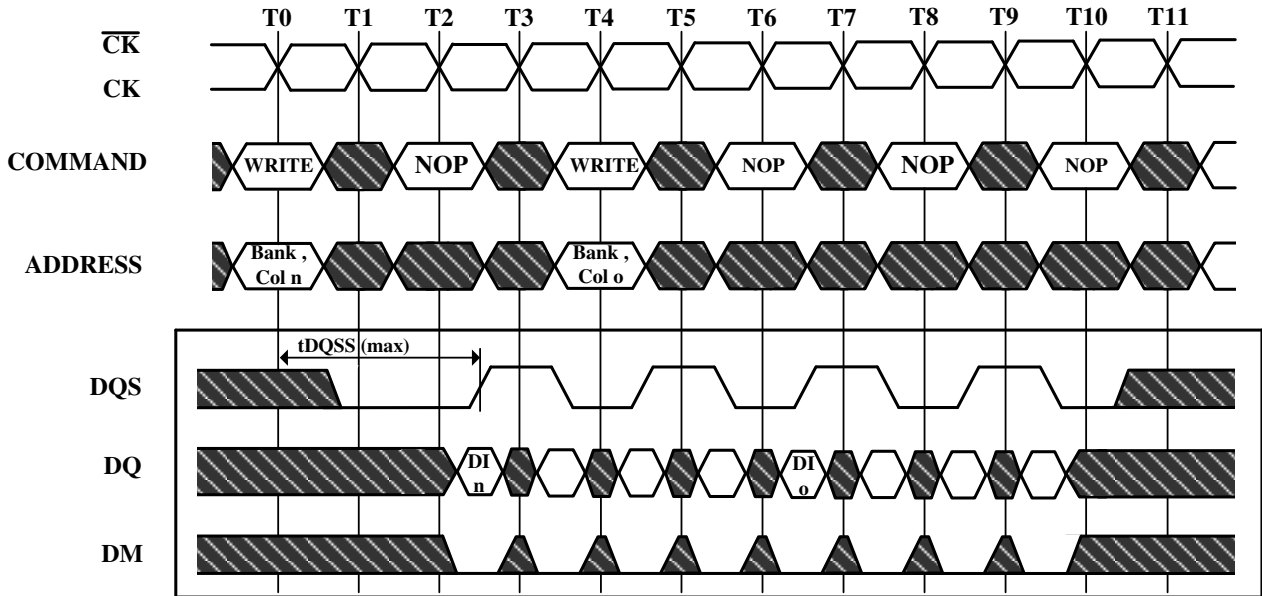 T0 T1 T2 T3 T4 T5 T6 T7 T8 T9 T10 T11
CK
CK
COMMAND WRITE NOP WRITE NOP NOP NOP
ADDRESS Bank , Col n Bank , Col o
tDQSS (max)
DQS
DQ DI n DI o
DM